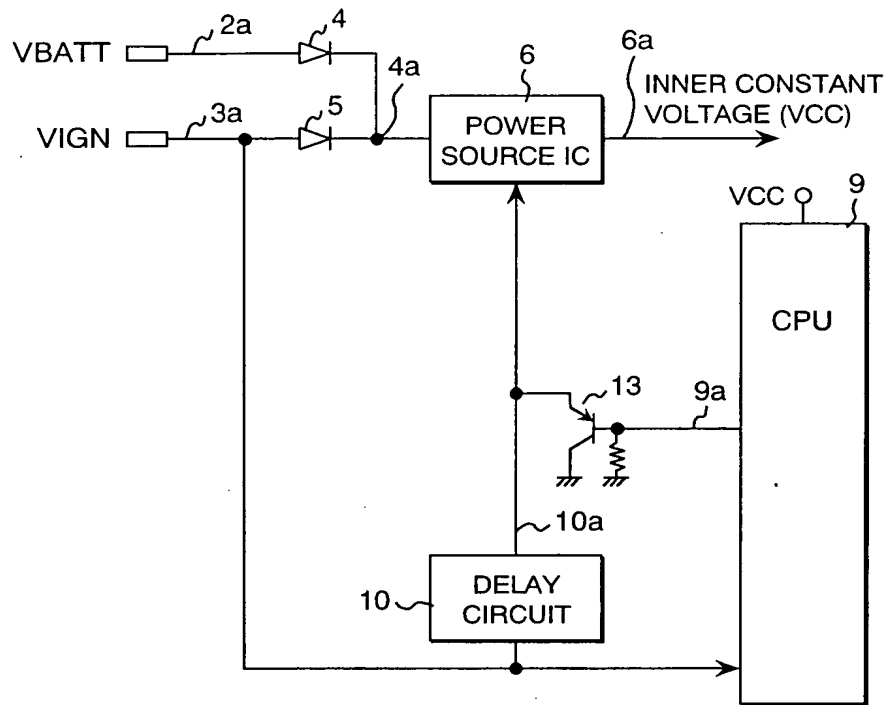 VBATT
2a
4
4a
6
6a
INNER CONSTANT
VOLTAGE (VCC)
VIGN
3a
5
POWER
SOURCE IC
VCC
9
CPU
13
9a
10a
10
DELAY
CIRCUIT